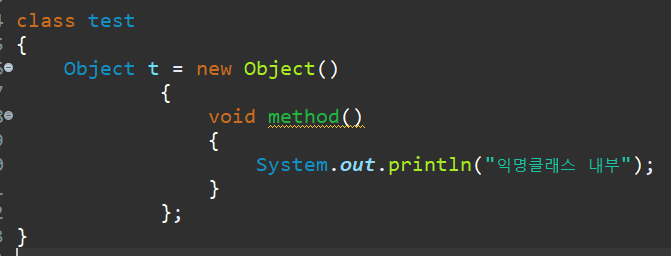 class test
{
Object t = new Object()
{
void method()
{
System.out.println("익명클래스 내부");
}
};
}